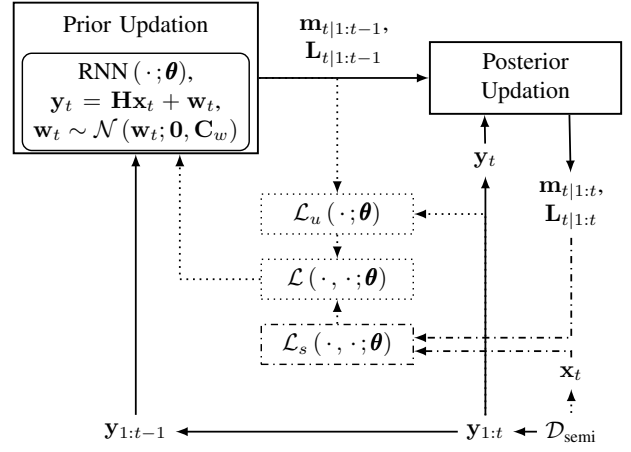 Prior Updation
RNN (· ; θ),
y_t = Hx_t + w_t,
w_t ∼ 𝒩 (w_t; 0, C_w)
m_{t|1:t−1},
L_{t|1:t−1}
Posterior
Updation
y_t
m_{t|1:t},
L_{t|1:t}
ℒ_u (· ; θ)
ℒ (· , · ; θ)
ℒ_s (· , · ; θ)
x_t
y_{1:t−1}
y_{1:t}
𝒟_semi